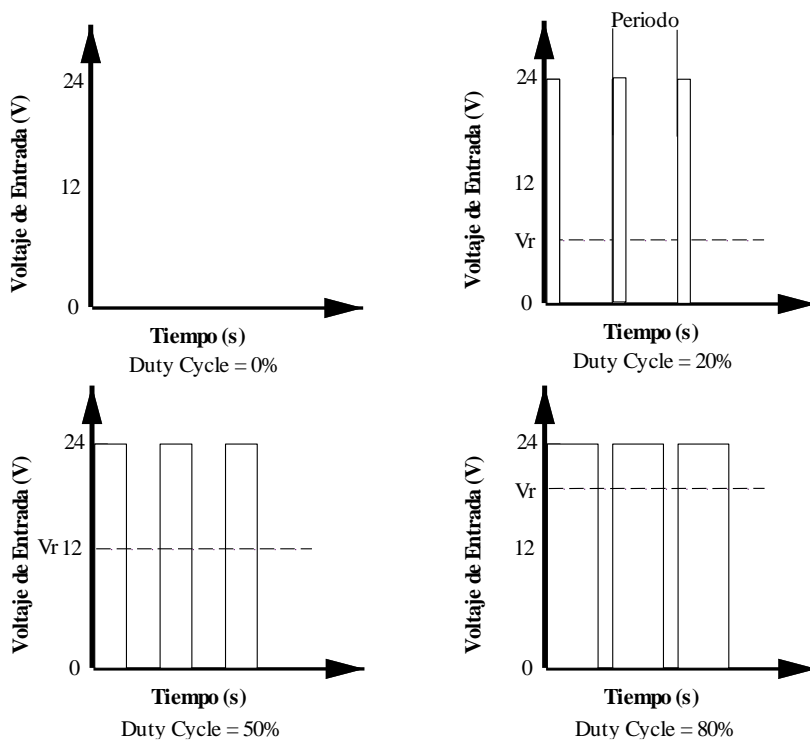 24
12
0
Voltaje de Entrada (V)
Tiempo (s)
Duty Cycle = 0%
Periodo
24
12
Vr
0
Voltaje de Entrada (V)
Tiempo (s)
Duty Cycle = 20%
24
Vr 12
0
Voltaje de Entrada (V)
Tiempo (s)
Duty Cycle = 50%
24
Vr
12
0
Voltaje de Entrada (V)
Tiempo (s)
Duty Cycle = 80%